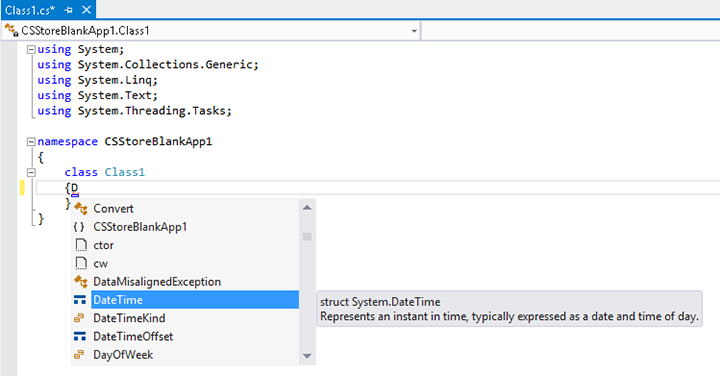 Class1.cs*
CSStoreBlankApp1.Class1
using System;
using System.Collections.Generic;
using System.Linq;
using System.Text;
using System.Threading.Tasks;
namespace CSStoreBlankApp1
{
class Class1
{D
}
}
Convert
{ } CSStoreBlankApp1
ctor
cw
DataMisalignedException
DateTime
DateTimeKind
DateTimeOffset
DayOfWeek
struct System.DateTime
Represents an instant in time, typically expressed as a date and time of day.